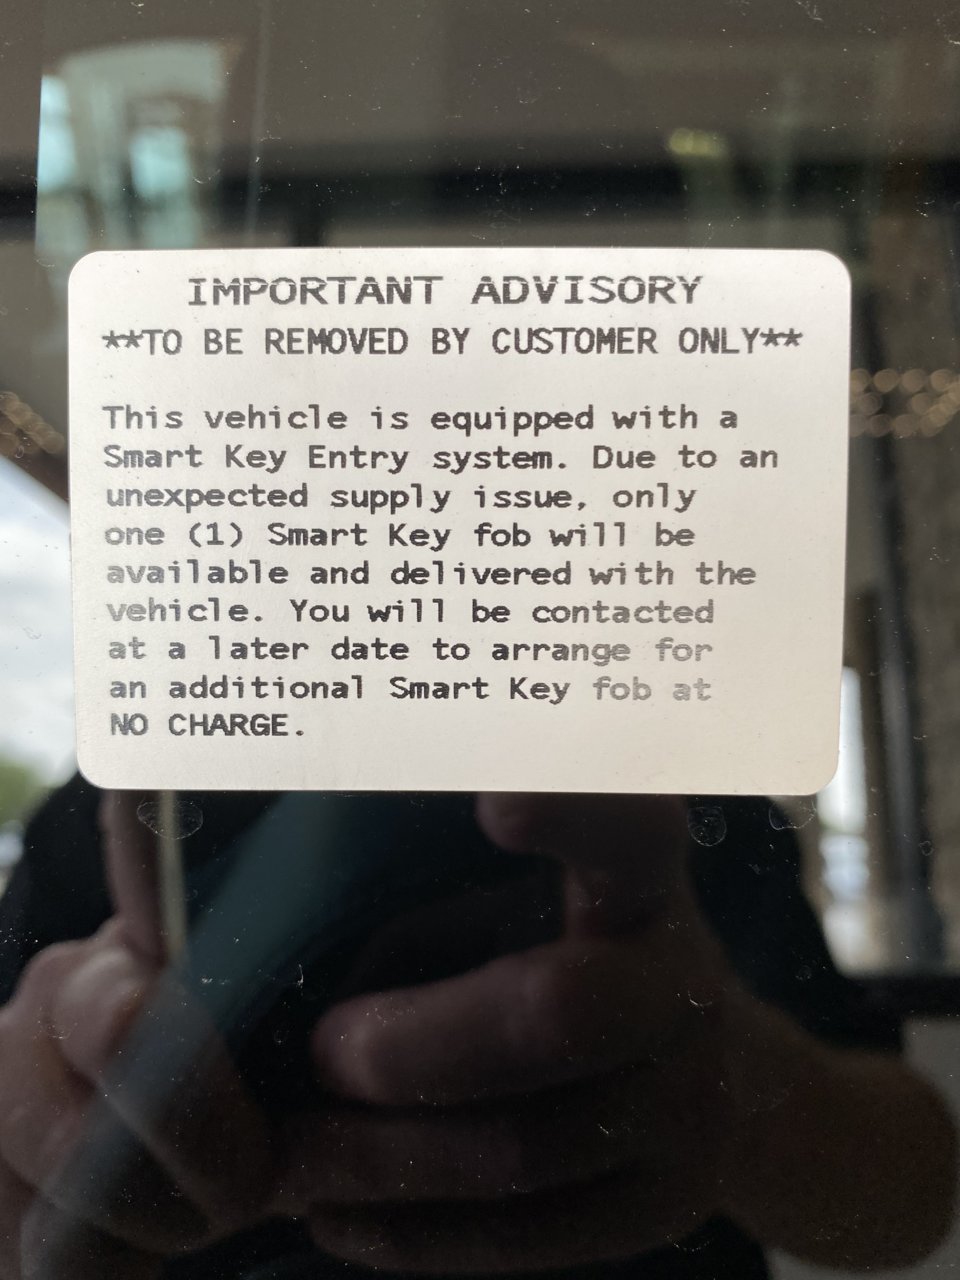 IMPORTANT ADVISORY
**TO BE REMOVED BY CUSTOMER ONLY**
This vehicle is equipped with a
Smart Key Entry system. Due to an
unexpected supply issue, only
one (1) Smart Key fob will be
available and delivered with the
vehicle. You will be contacted
at a later date to arrange for
an additional Smart Key fob at
NO CHARGE.